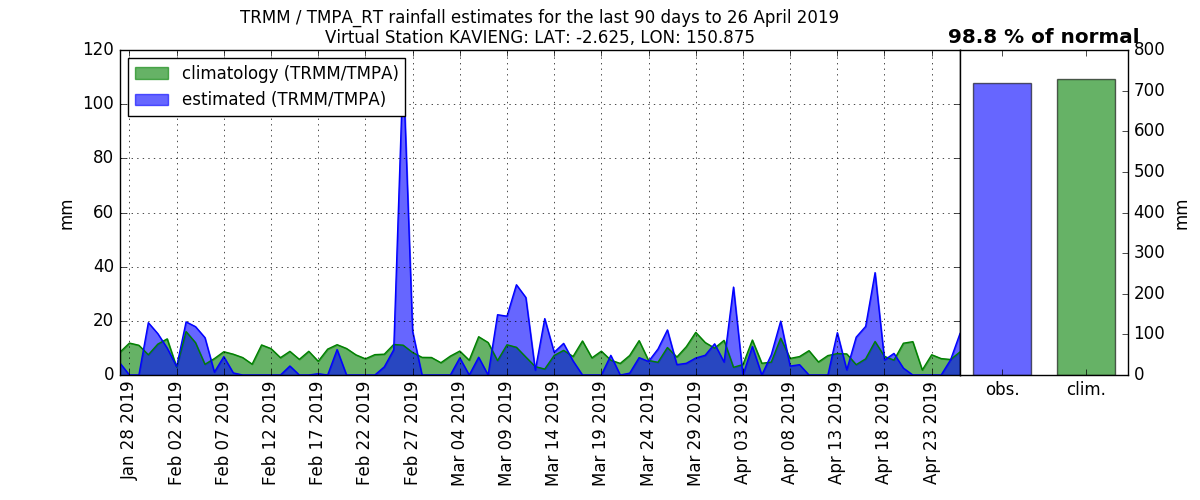 TRMM / TMPA_RT rainfall estimates for the last 90 days to 26 April 2019
Virtual Station KAVIENG: LAT: -2.625, LON: 150.875
98.8 % of normal
climatology (TRMM/TMPA)
estimated (TRMM/TMPA)
120
100
80
60
40
20
0
mm
Jan 28 2019
Feb 02 2019
Feb 07 2019
Feb 12 2019
Feb 17 2019
Feb 22 2019
Feb 27 2019
Mar 04 2019
Mar 09 2019
Mar 14 2019
Mar 19 2019
Mar 24 2019
Mar 29 2019
Apr 03 2019
Apr 08 2019
Apr 13 2019
Apr 18 2019
Apr 23 2019
obs.
clim.
800
700
600
500
400
300
200
100
0
mm